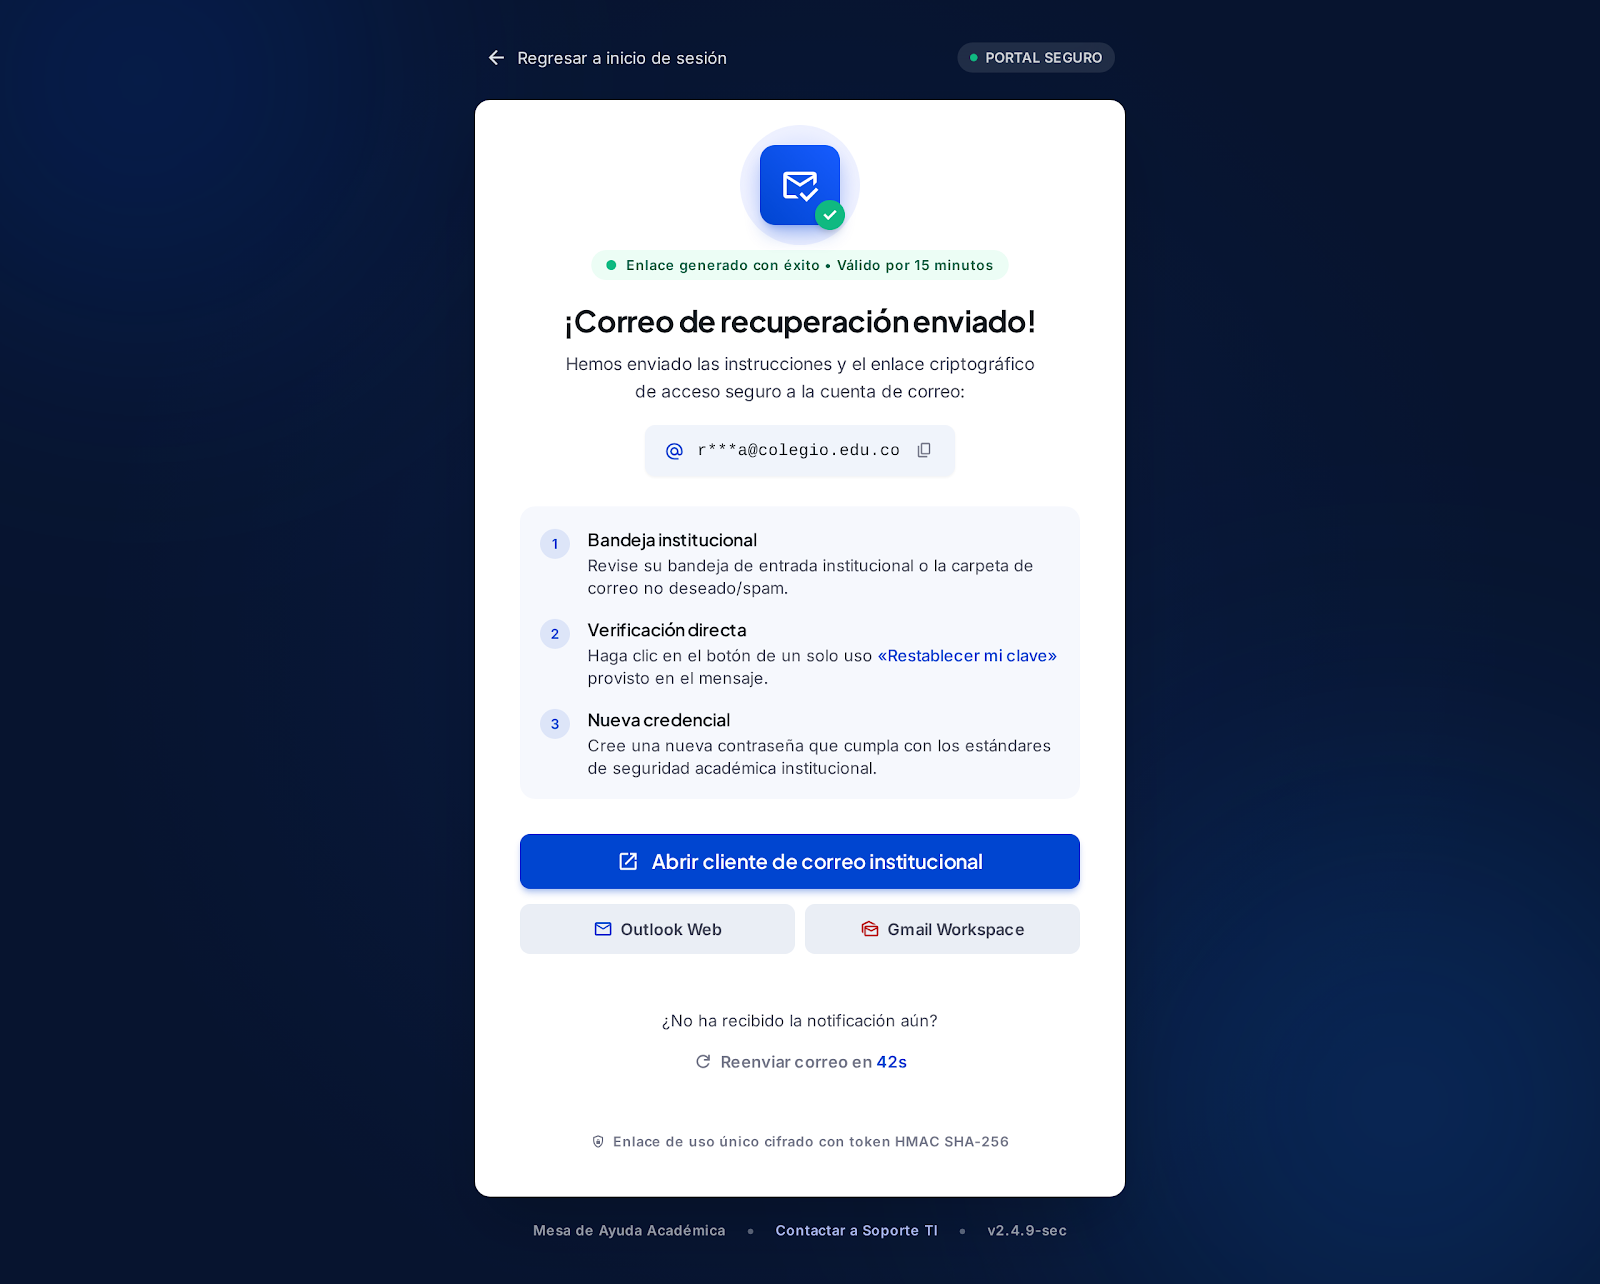 Regresar a inicio de sesión
PORTAL SEGURO
Enlace generado con éxito • Válido por 15 minutos
¡Correo de recuperación enviado!
Hemos enviado las instrucciones y el enlace criptográfico
de acceso seguro a la cuenta de correo:
r***a@colegio.edu.co
1
Bandeja institucional
Revise su bandeja de entrada institucional o la carpeta de
correo no deseado/spam.
2
Verificación directa
Haga clic en el botón de un solo uso «Restablecer mi clave»
provisto en el mensaje.
3
Nueva credencial
Cree una nueva contraseña que cumpla con los estándares
de seguridad académica institucional.
Abrir cliente de correo institucional
Outlook Web
Gmail Workspace
¿No ha recibido la notificación aún?
Reenviar correo en 42s
Enlace de uso único cifrado con token HMAC SHA-256
Mesa de Ayuda Académica • Contactar a Soporte TI • v2.4.9-sec